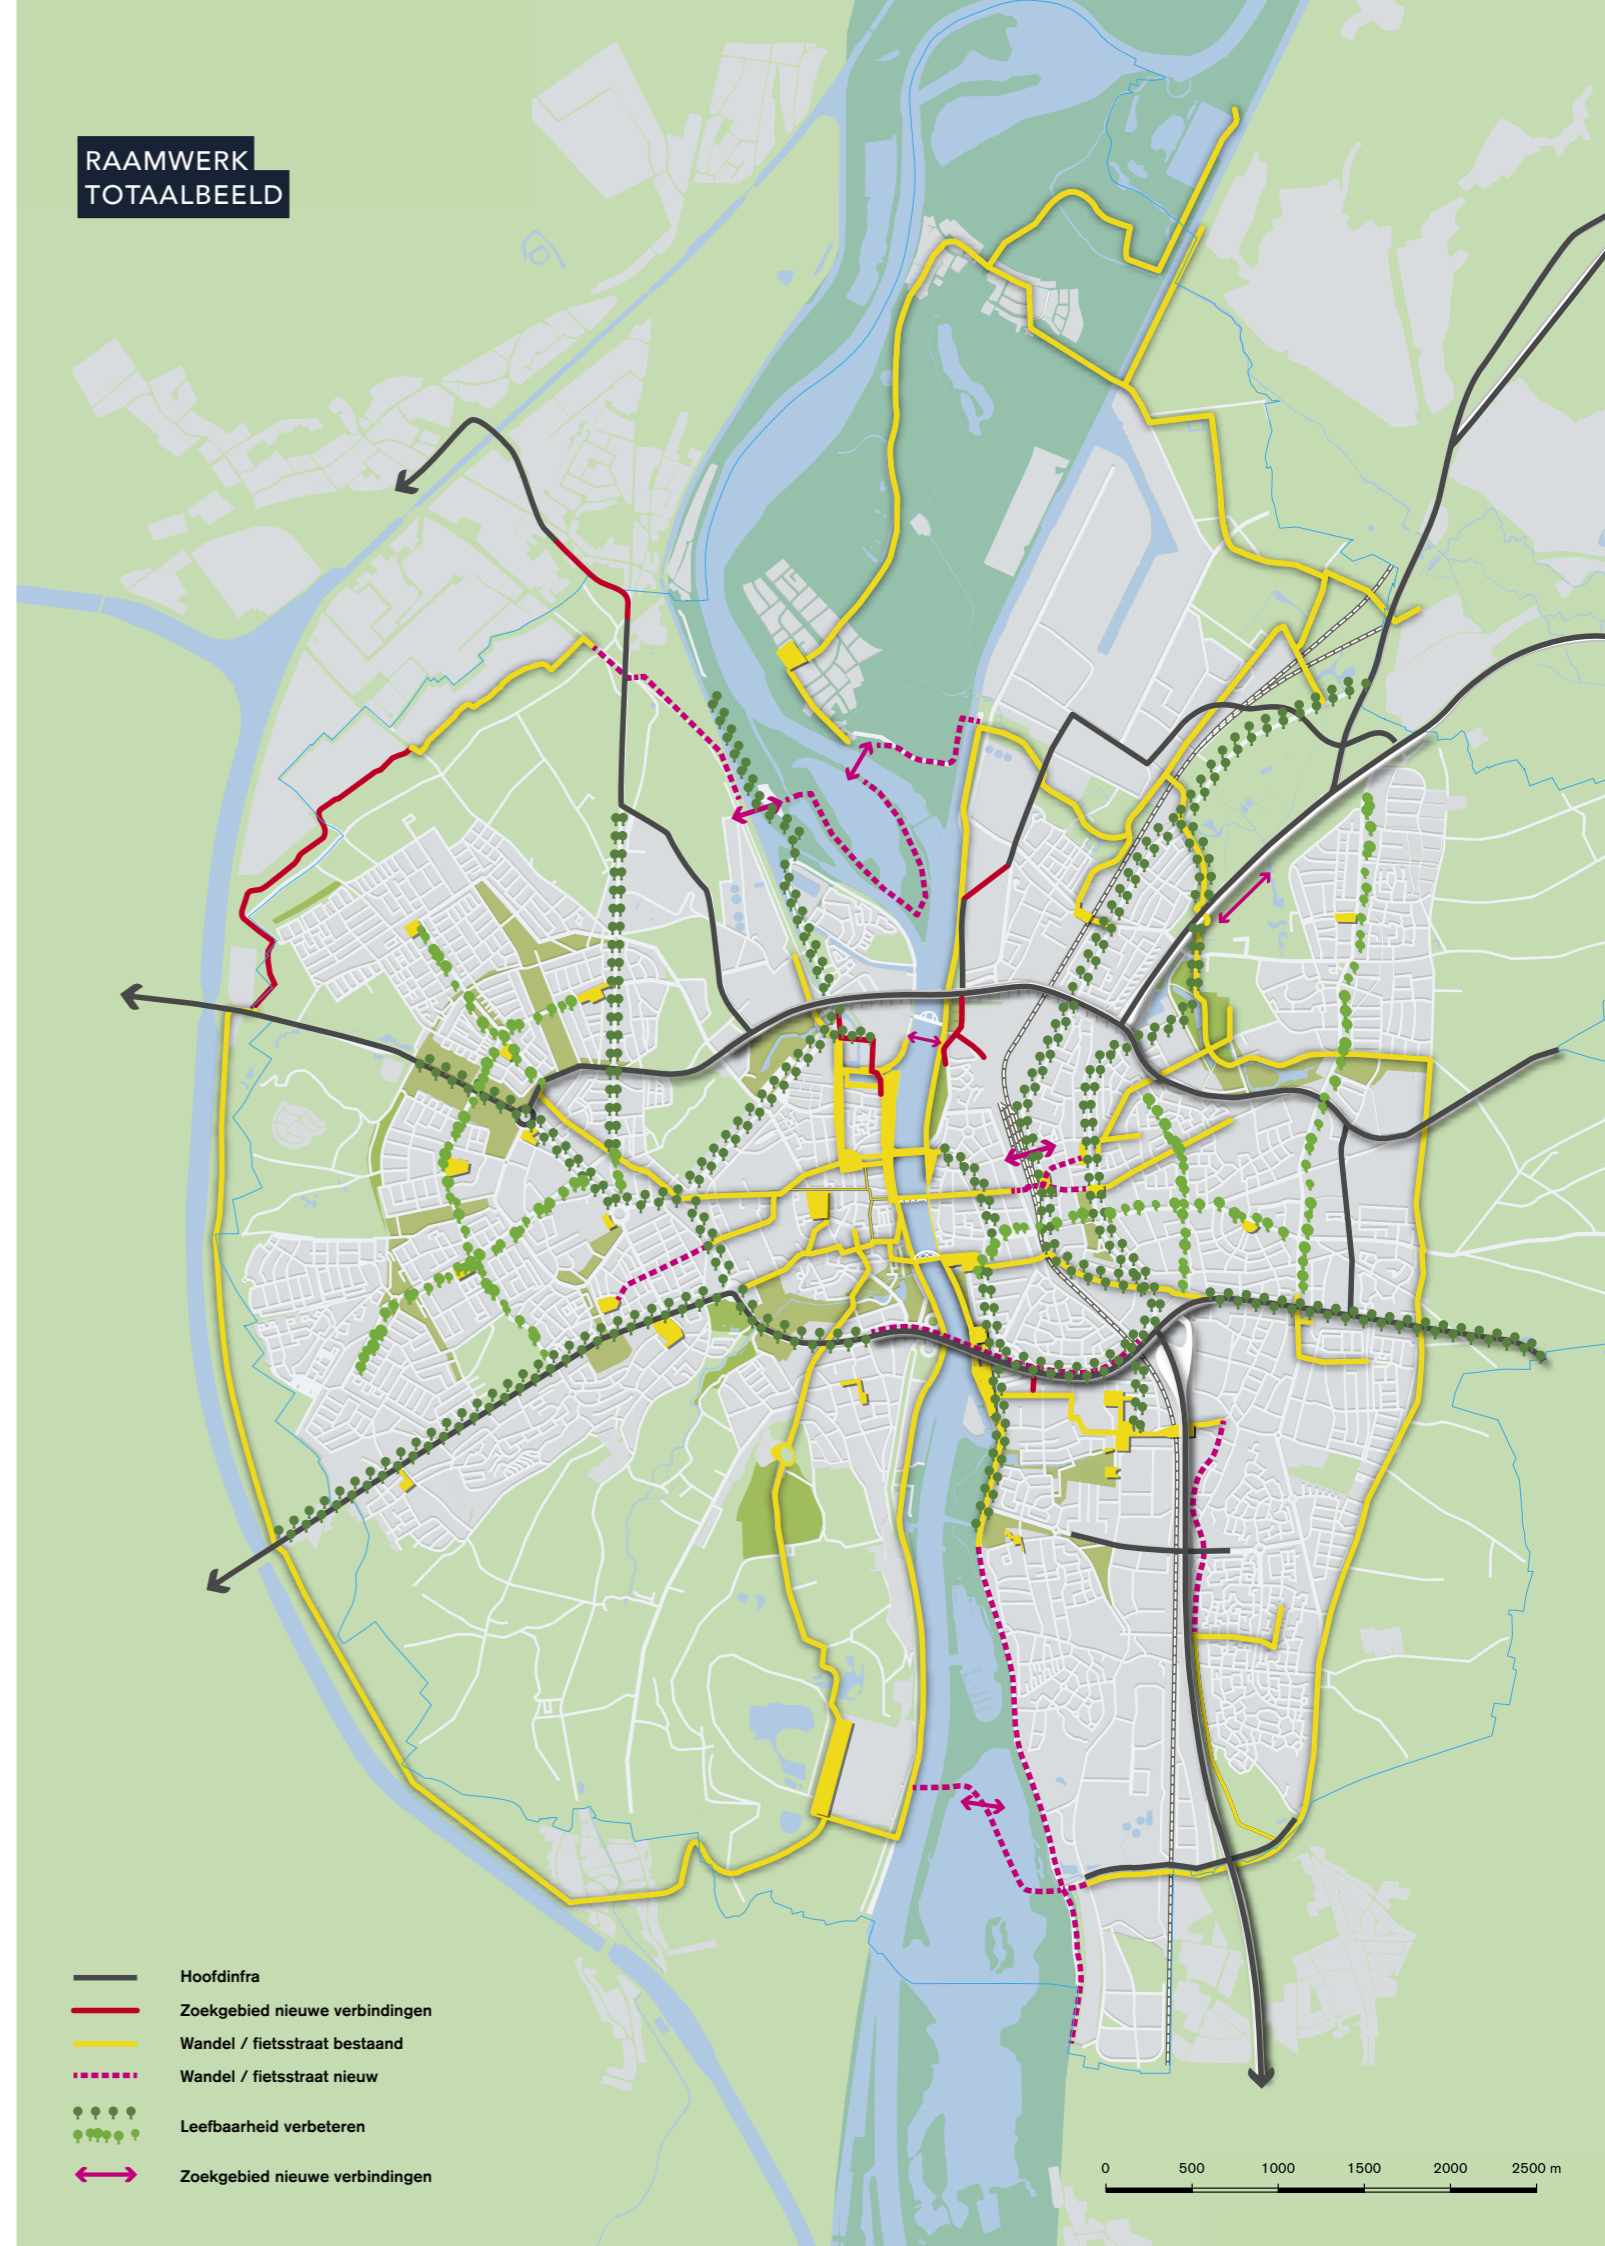 RAAMWERK
TOTAALBEELD
Hoofdinfra
Zoekgebied nieuwe verbindingen
Wandel / fietsstraat bestaand
Wandel / fietsstraat nieuw
Leefbaarheid verbeteren
Zoekgebied nieuwe verbindingen
0 500 1000 1500 2000 2500 m